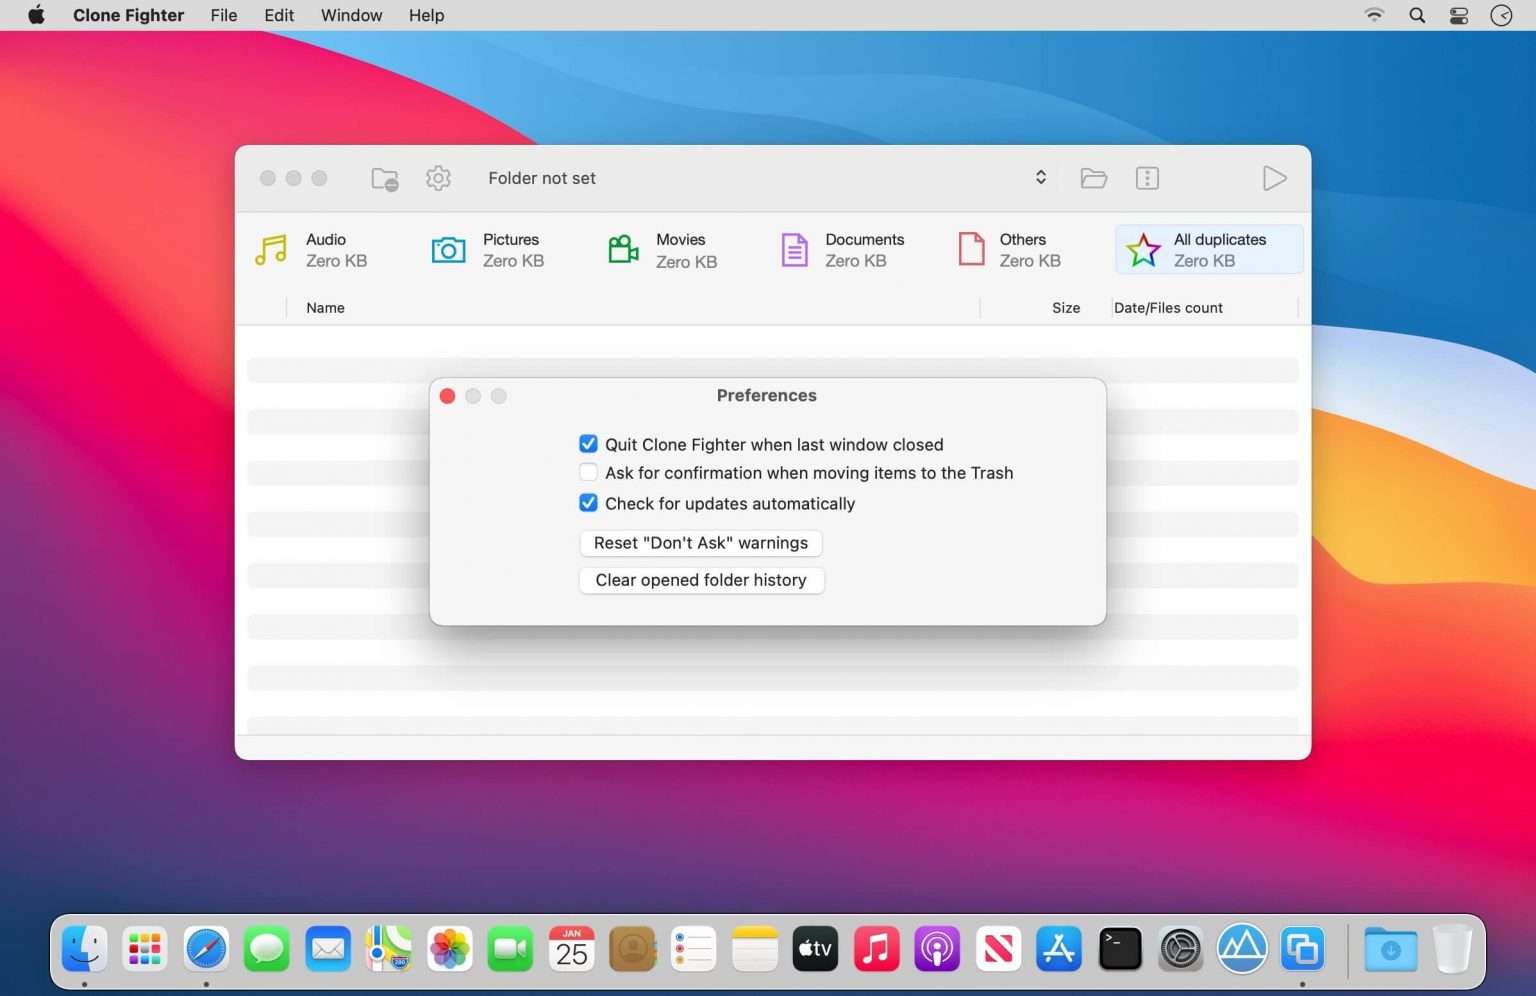 Clone Fighter File Edit Window Help
Folder not set
Audio
Zero KB
Pictures
Zero KB
Movies
Zero KB
Documents
Zero KB
Others
Zero KB
All duplicates
Zero KB
Name Size Date/Files count
Preferences
Quit Clone Fighter when last window closed
Ask for confirmation when moving items to the Trash
Check for updates automatically
Reset "Don't Ask" warnings
Clear opened folder history
JAN
25
280
tv
>_